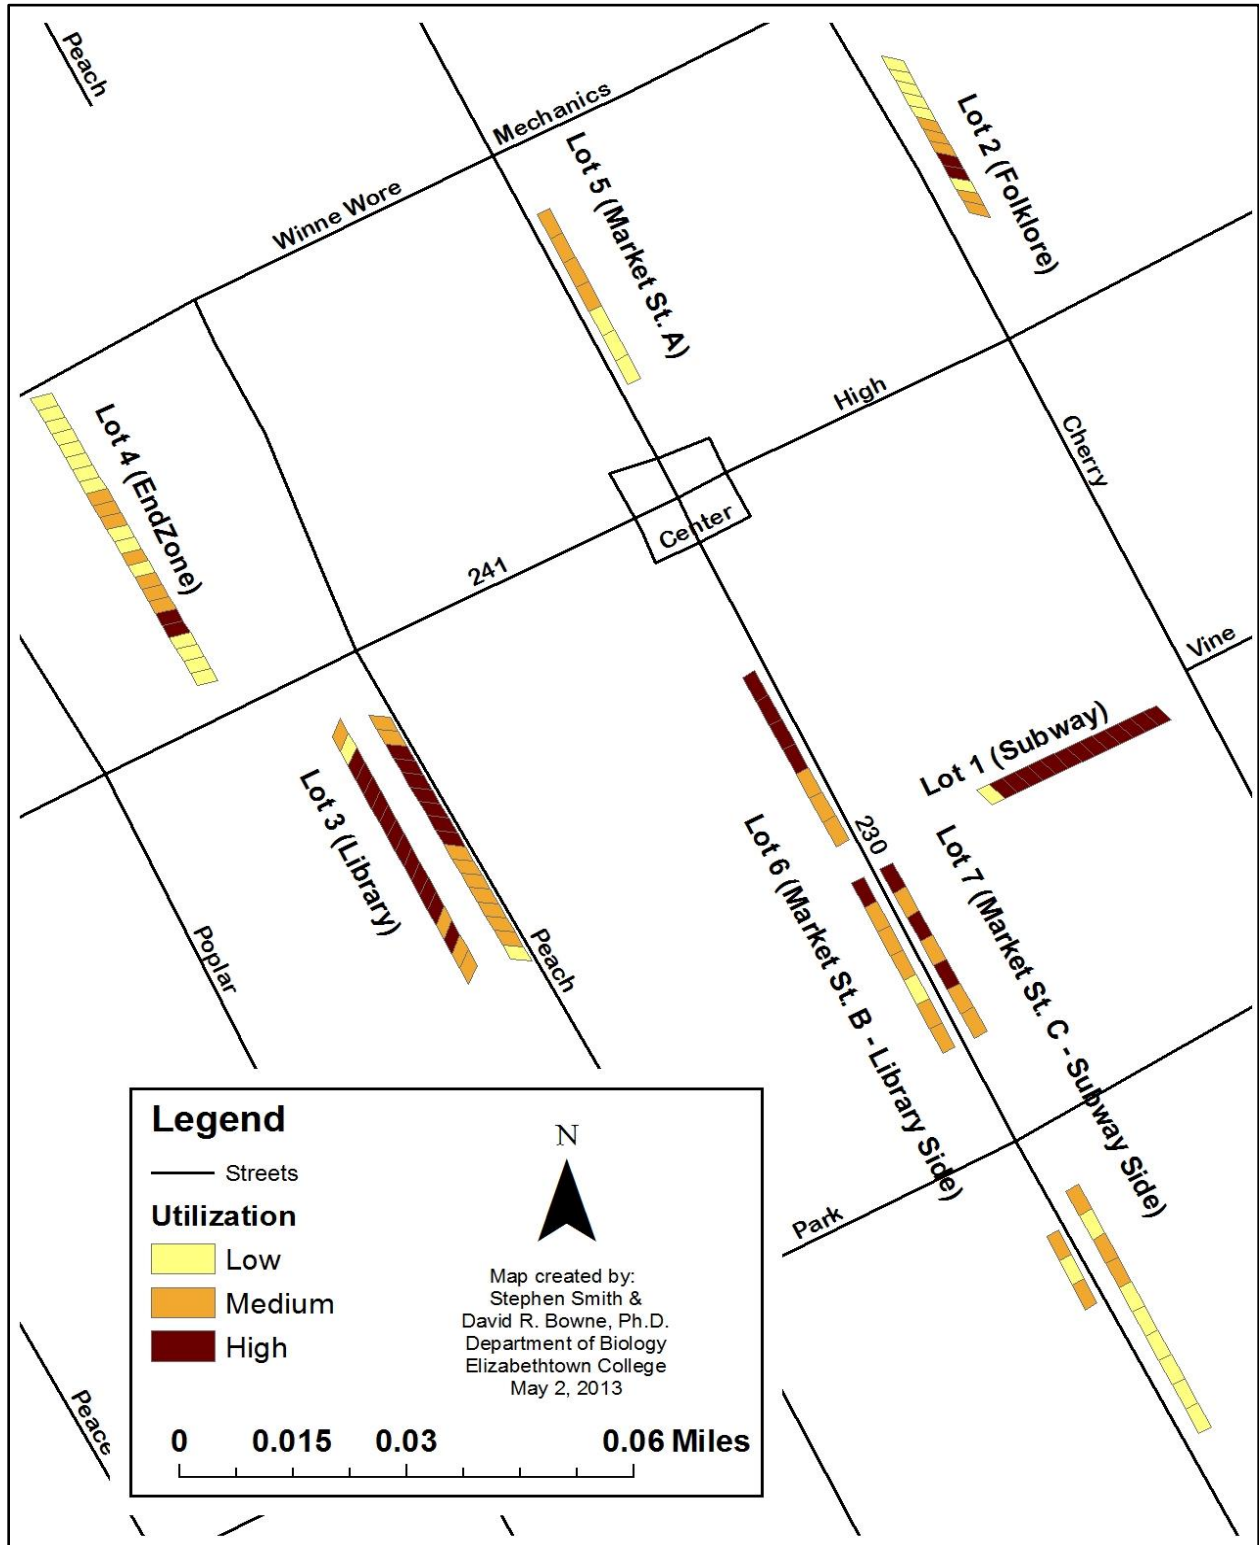 Peach
Mechanics
Winne Wore
Lot 5 (Market St. A)
Lot 2 (Folklore)
High
Cherry
Lot 4 (EndZone)
Center
241
Vine
Lot 1 (Subway)
Lot 3 (Library)
230
Lot 6 (Market St. B - Library Side)
Lot 7 (Market St. C - Subway Side)
Poplar
Peach
Park
Peace
Legend
Streets
Utilization
Low
Medium
High
N
Map created by:
Stephen Smith &
David R. Bowne, Ph.D.
Department of Biology
Elizabethtown College
May 2, 2013
0 0.015 0.03 0.06 Miles